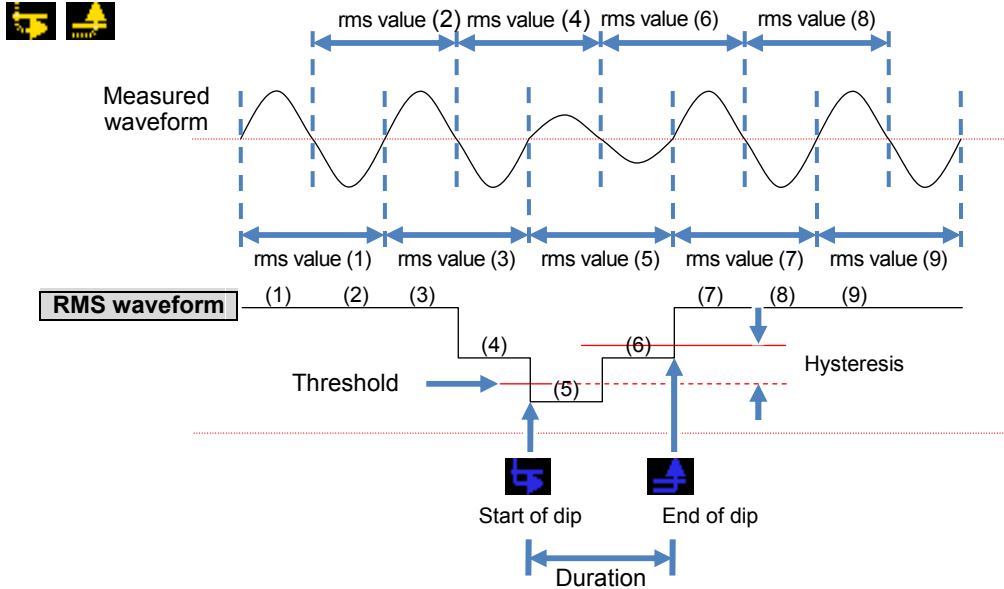 rms value (2)
rms value (4)
rms value (6)
rms value (8)
Measured
waveform
rms value (1)
rms value (3)
rms value (5)
rms value (7)
rms value (9)
RMS waveform
(1)
(2)
(3)
(4)
(5)
(6)
(7)
(8)
(9)
Threshold
Hysteresis
Start of dip
End of dip
Duration